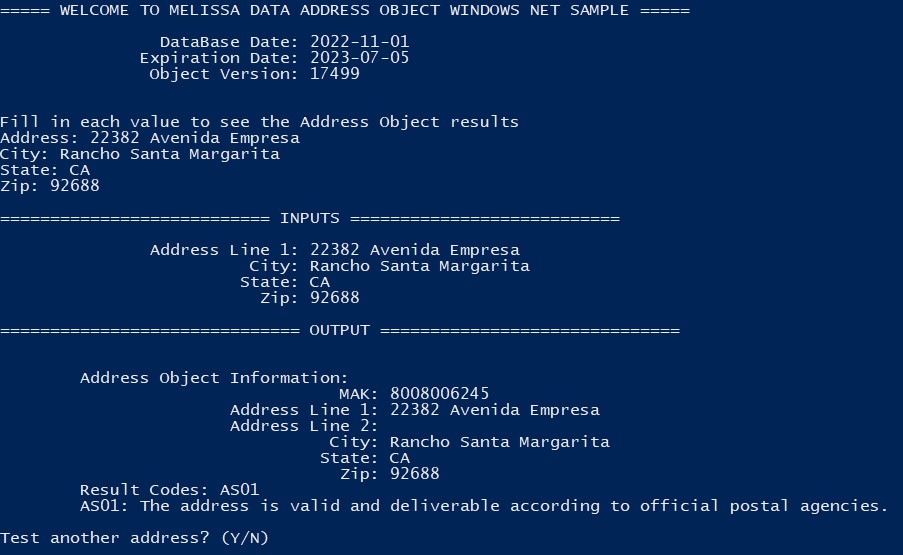 ===== WELCOME TO MELISSA DATA ADDRESS OBJECT WINDOWS NET SAMPLE =====
DataBase Date: 2022-11-01
Expiration Date: 2023-07-05
Object Version: 17499
Fill in each value to see the Address Object results
Address: 22382 Avenida Empresa
City: Rancho Santa Margarita
State: CA
Zip: 92688
=========================== INPUTS ===========================
Address Line 1: 22382 Avenida Empresa
City: Rancho Santa Margarita
State: CA
Zip: 92688
============================== OUTPUT ==============================
Address Object Information:
MAK: 8008006245
Address Line 1: 22382 Avenida Empresa
Address Line 2:
City: Rancho Santa Margarita
State: CA
Zip: 92688
Result Codes: AS01
AS01: The address is valid and deliverable according to official postal agencies.
Test another address? (Y/N)